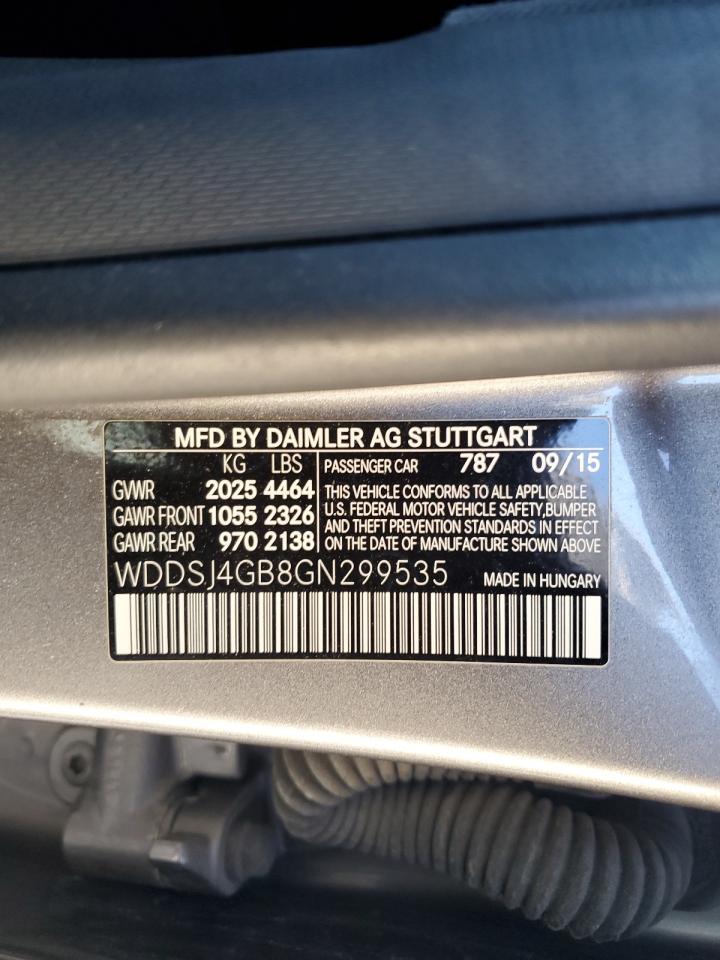 MFD BY DAIMLER AG STUTTGART
KG LBS
GVWR 2025 4464
GAWR FRONT 1055 2326
GAWR REAR 970 2138
PASSENGER CAR 787 09/15
THIS VEHICLE CONFORMS TO ALL APPLICABLE
U.S. FEDERAL MOTOR VEHICLE SAFETY,BUMPER
AND THEFT PREVENTION STANDARDS IN EFFECT
ON THE DATE OF MANUFACTURE SHOWN ABOVE
WDDSJ4GB8GN299535 MADE IN HUNGARY